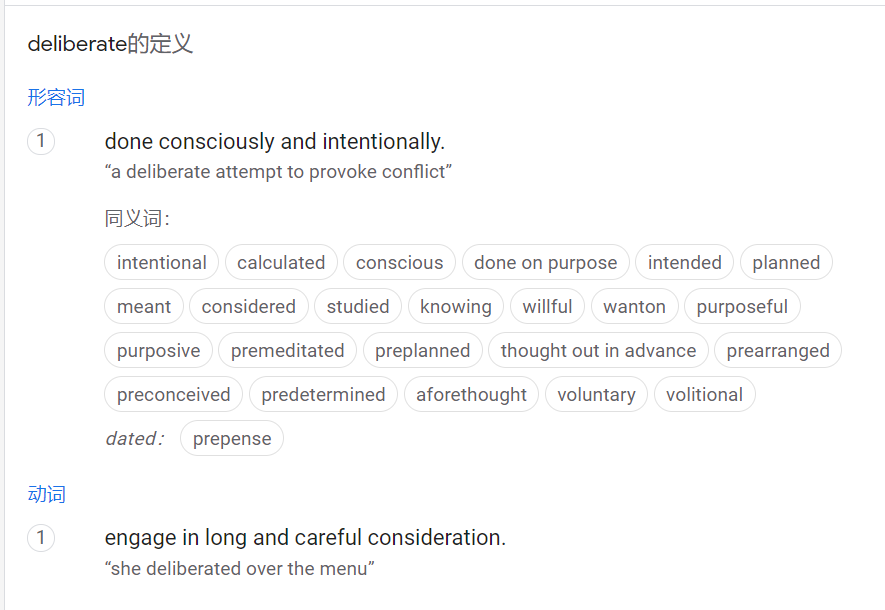 deliberate的定义
形容词
1 done consciously and intentionally.
“a deliberate attempt to provoke conflict”
同义词：
intentional calculated conscious done on purpose intended planned
meant considered studied knowing willful wanton purposeful
purposive premeditated preplanned thought out in advance prearranged
preconceived predetermined aforethought voluntary volitional
dated： prepense
动词
1 engage in long and careful consideration.
“she deliberated over the menu”